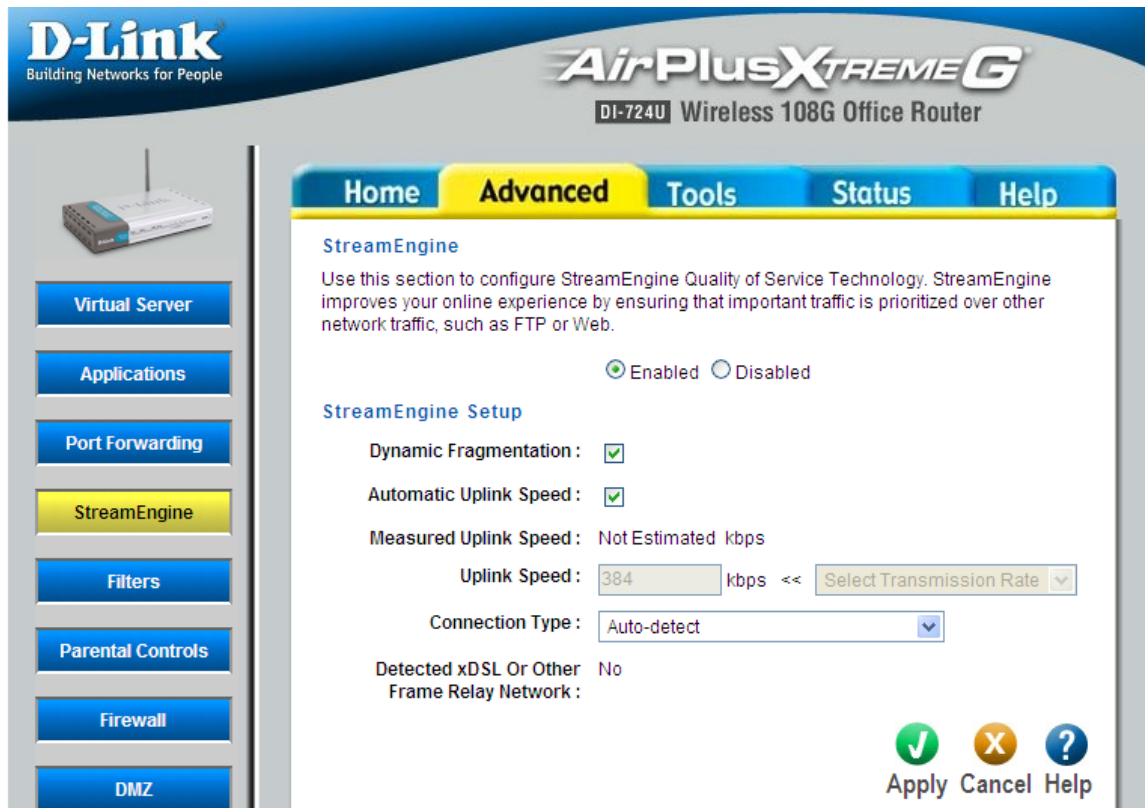 D-Link
Building Networks for People
AirPlusXTREMEG
DI-724U Wireless 108G Office Router
D-Link
Virtual Server
Applications
Port Forwarding
StreamEngine
Filters
Parental Controls
Firewall
DMZ
Home Advanced Tools Status Help
StreamEngine
Use this section to configure StreamEngine Quality of Service Technology. StreamEngine
improves your online experience by ensuring that important traffic is prioritized over other
network traffic, such as FTP or Web.
Enabled Disabled
StreamEngine Setup
Dynamic Fragmentation :
Automatic Uplink Speed :
Measured Uplink Speed : Not Estimated kbps
Uplink Speed : 384 kbps << Select Transmission Rate
Connection Type : Auto-detect
Detected xDSL Or Other No
Frame Relay Network :
Apply Cancel Help